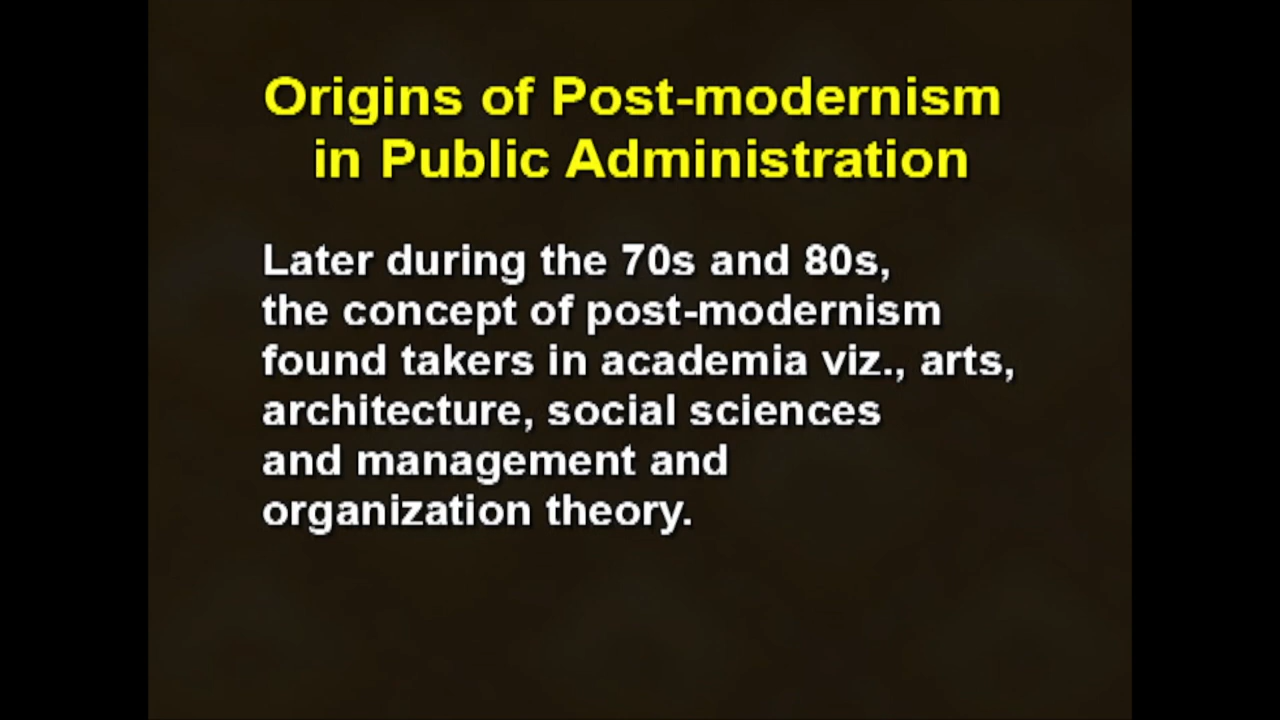 Origins of Post-modernism
in Public Administration
Later during the 70s and 80s,
the concept of post-modernism
found takers in academia viz., arts,
architecture, social sciences
and management and
organization theory.